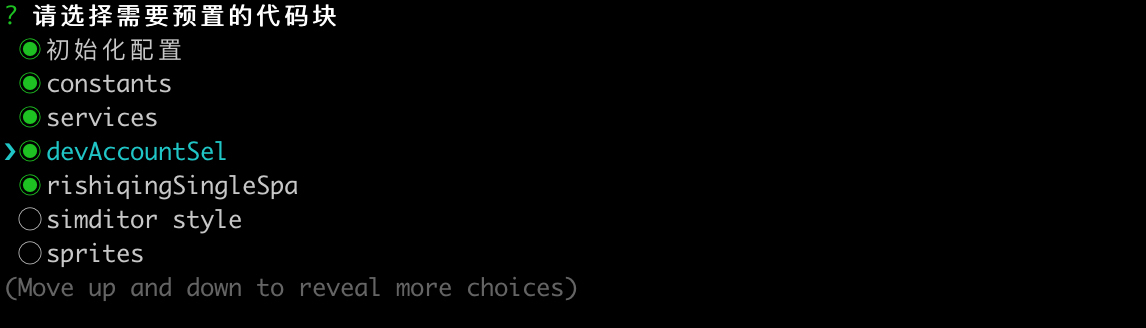 ? 请选择需要预置的代码块
◉ 初始化配置
◉ constants
◉ services
❯◉ devAccountSel
◉ rishiqingSingleSpa
◯ simditor style
◯ sprites
(Move up and down to reveal more choices)